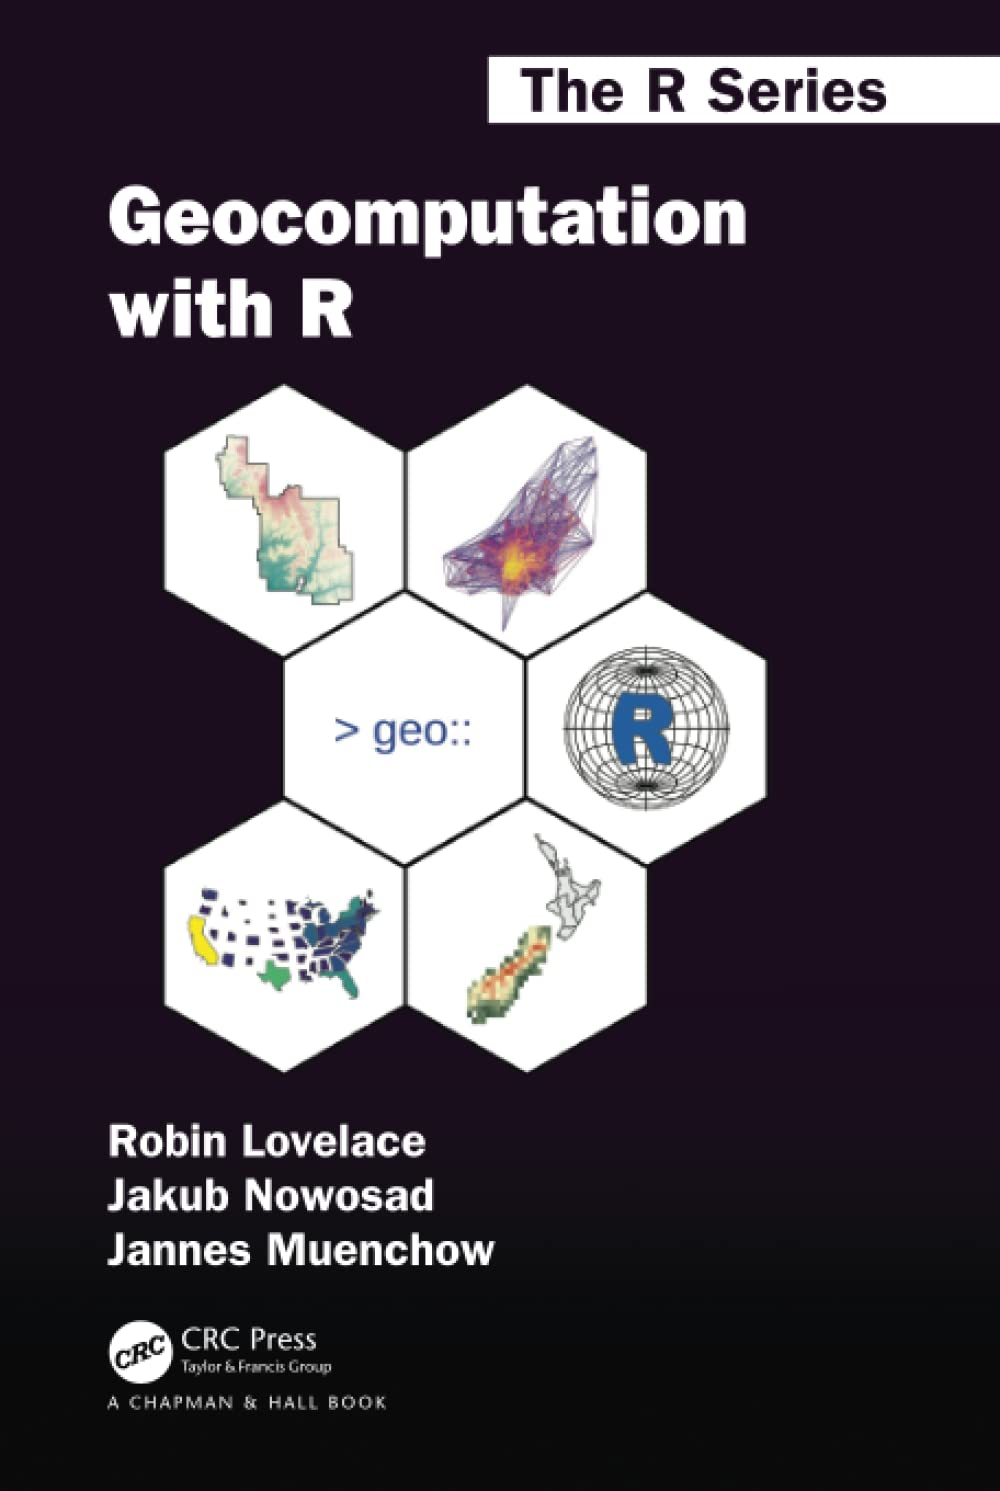 The R Series
Geocomputation
with R
> geo::
R
Robin Lovelace
Jakub Nowosad
Jannes Muenchow
CRC
CRC Press
Taylor & Francis Group
A CHAPMAN & HALL BOOK